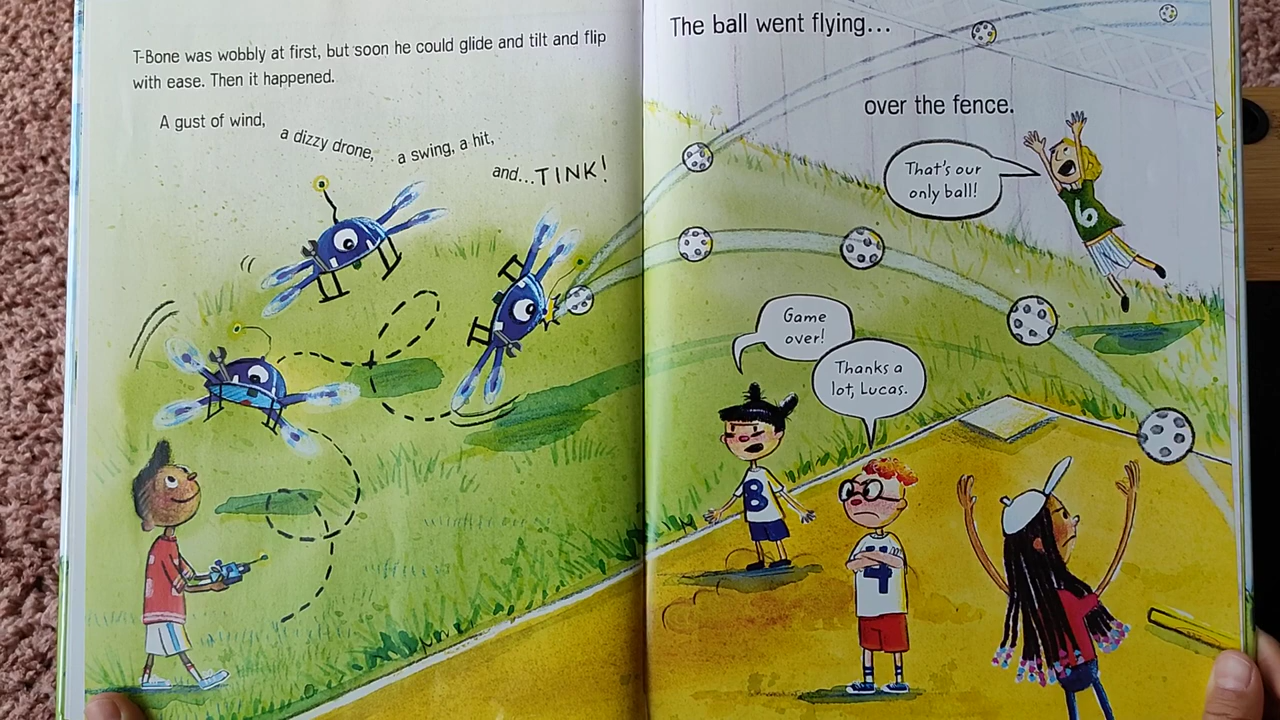 T-Bone was wobbly at first, but soon he could glide and tilt and flip
with ease. Then it happened.
A gust of wind,
a dizzy drone,
a swing, a hit,
and...TINK!
The ball went flying...
over the fence.
That's our
only ball!
Game
over!
Thanks a
lot, Lucas.
6
8
4